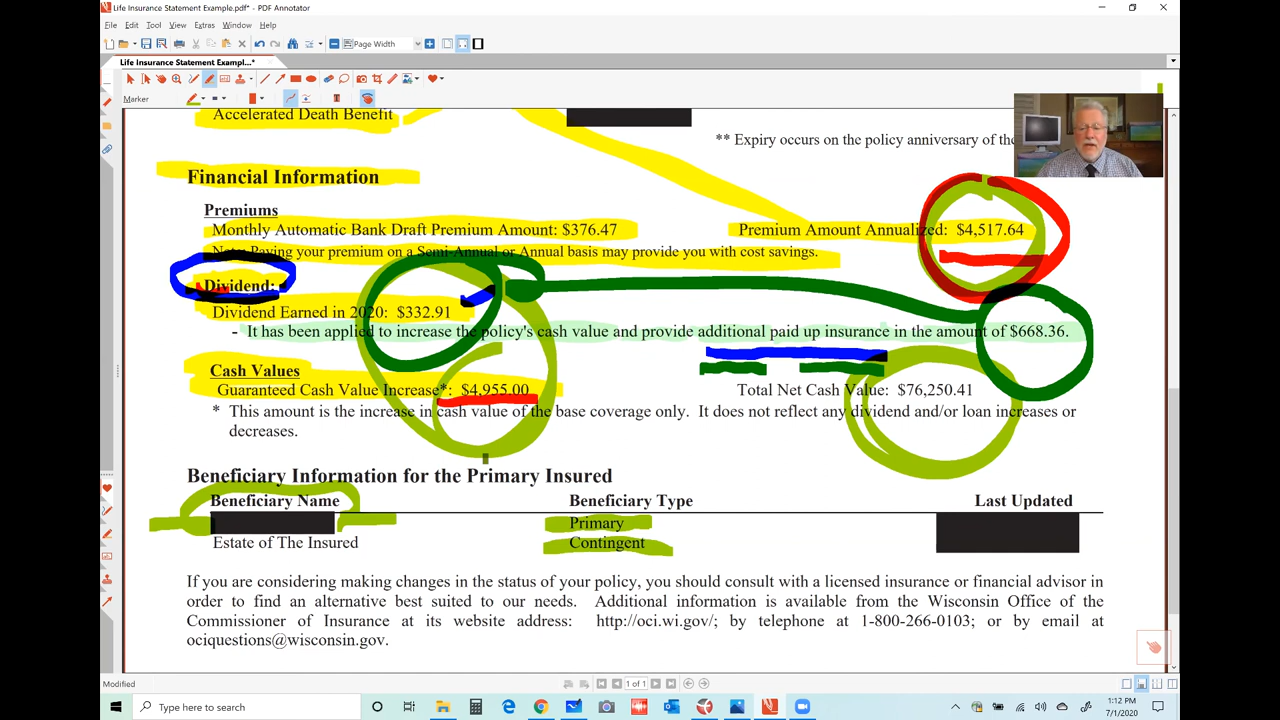 Life Insurance Statement Example.pdf* - PDF Annotator
File Edit Tool View Extras Window Help
Page Width
Life Insurance Statement Exampl...*
Marker
Accelerated Death Benefit
** Expiry occurs on the policy anniversary of the
Financial Information
Premiums
Monthly Automatic Bank Draft Premium Amount: $376.47 Premium Amount Annualized: $4,517.64
Note: Paying your premium on a Semi-Annual or Annual basis may provide you with cost savings.
Dividend:
Dividend Earned in 2020: $332.91
- It has been applied to increase the policy's cash value and provide additional paid up insurance in the amount of $668.36.
Cash Values
Guaranteed Cash Value Increase*: $4,955.00 Total Net Cash Value: $76,250.41
* This amount is the increase in cash value of the base coverage only. It does not reflect any dividend and/or loan increases or
decreases.
Beneficiary Information for the Primary Insured
Beneficiary Name Beneficiary Type Last Updated
Primary
Estate of The Insured Contingent
If you are considering making changes in the status of your policy, you should consult with a licensed insurance or financial advisor in
order to find an alternative best suited to our needs. Additional information is available from the Wisconsin Office of the
Commissioner of Insurance at its website address: http://oci.wi.gov/; by telephone at 1-800-266-0103; or by email at
ociquestions@wisconsin.gov.
Modified 1 of 1
Type here to search
1:12 PM
7/1/2020